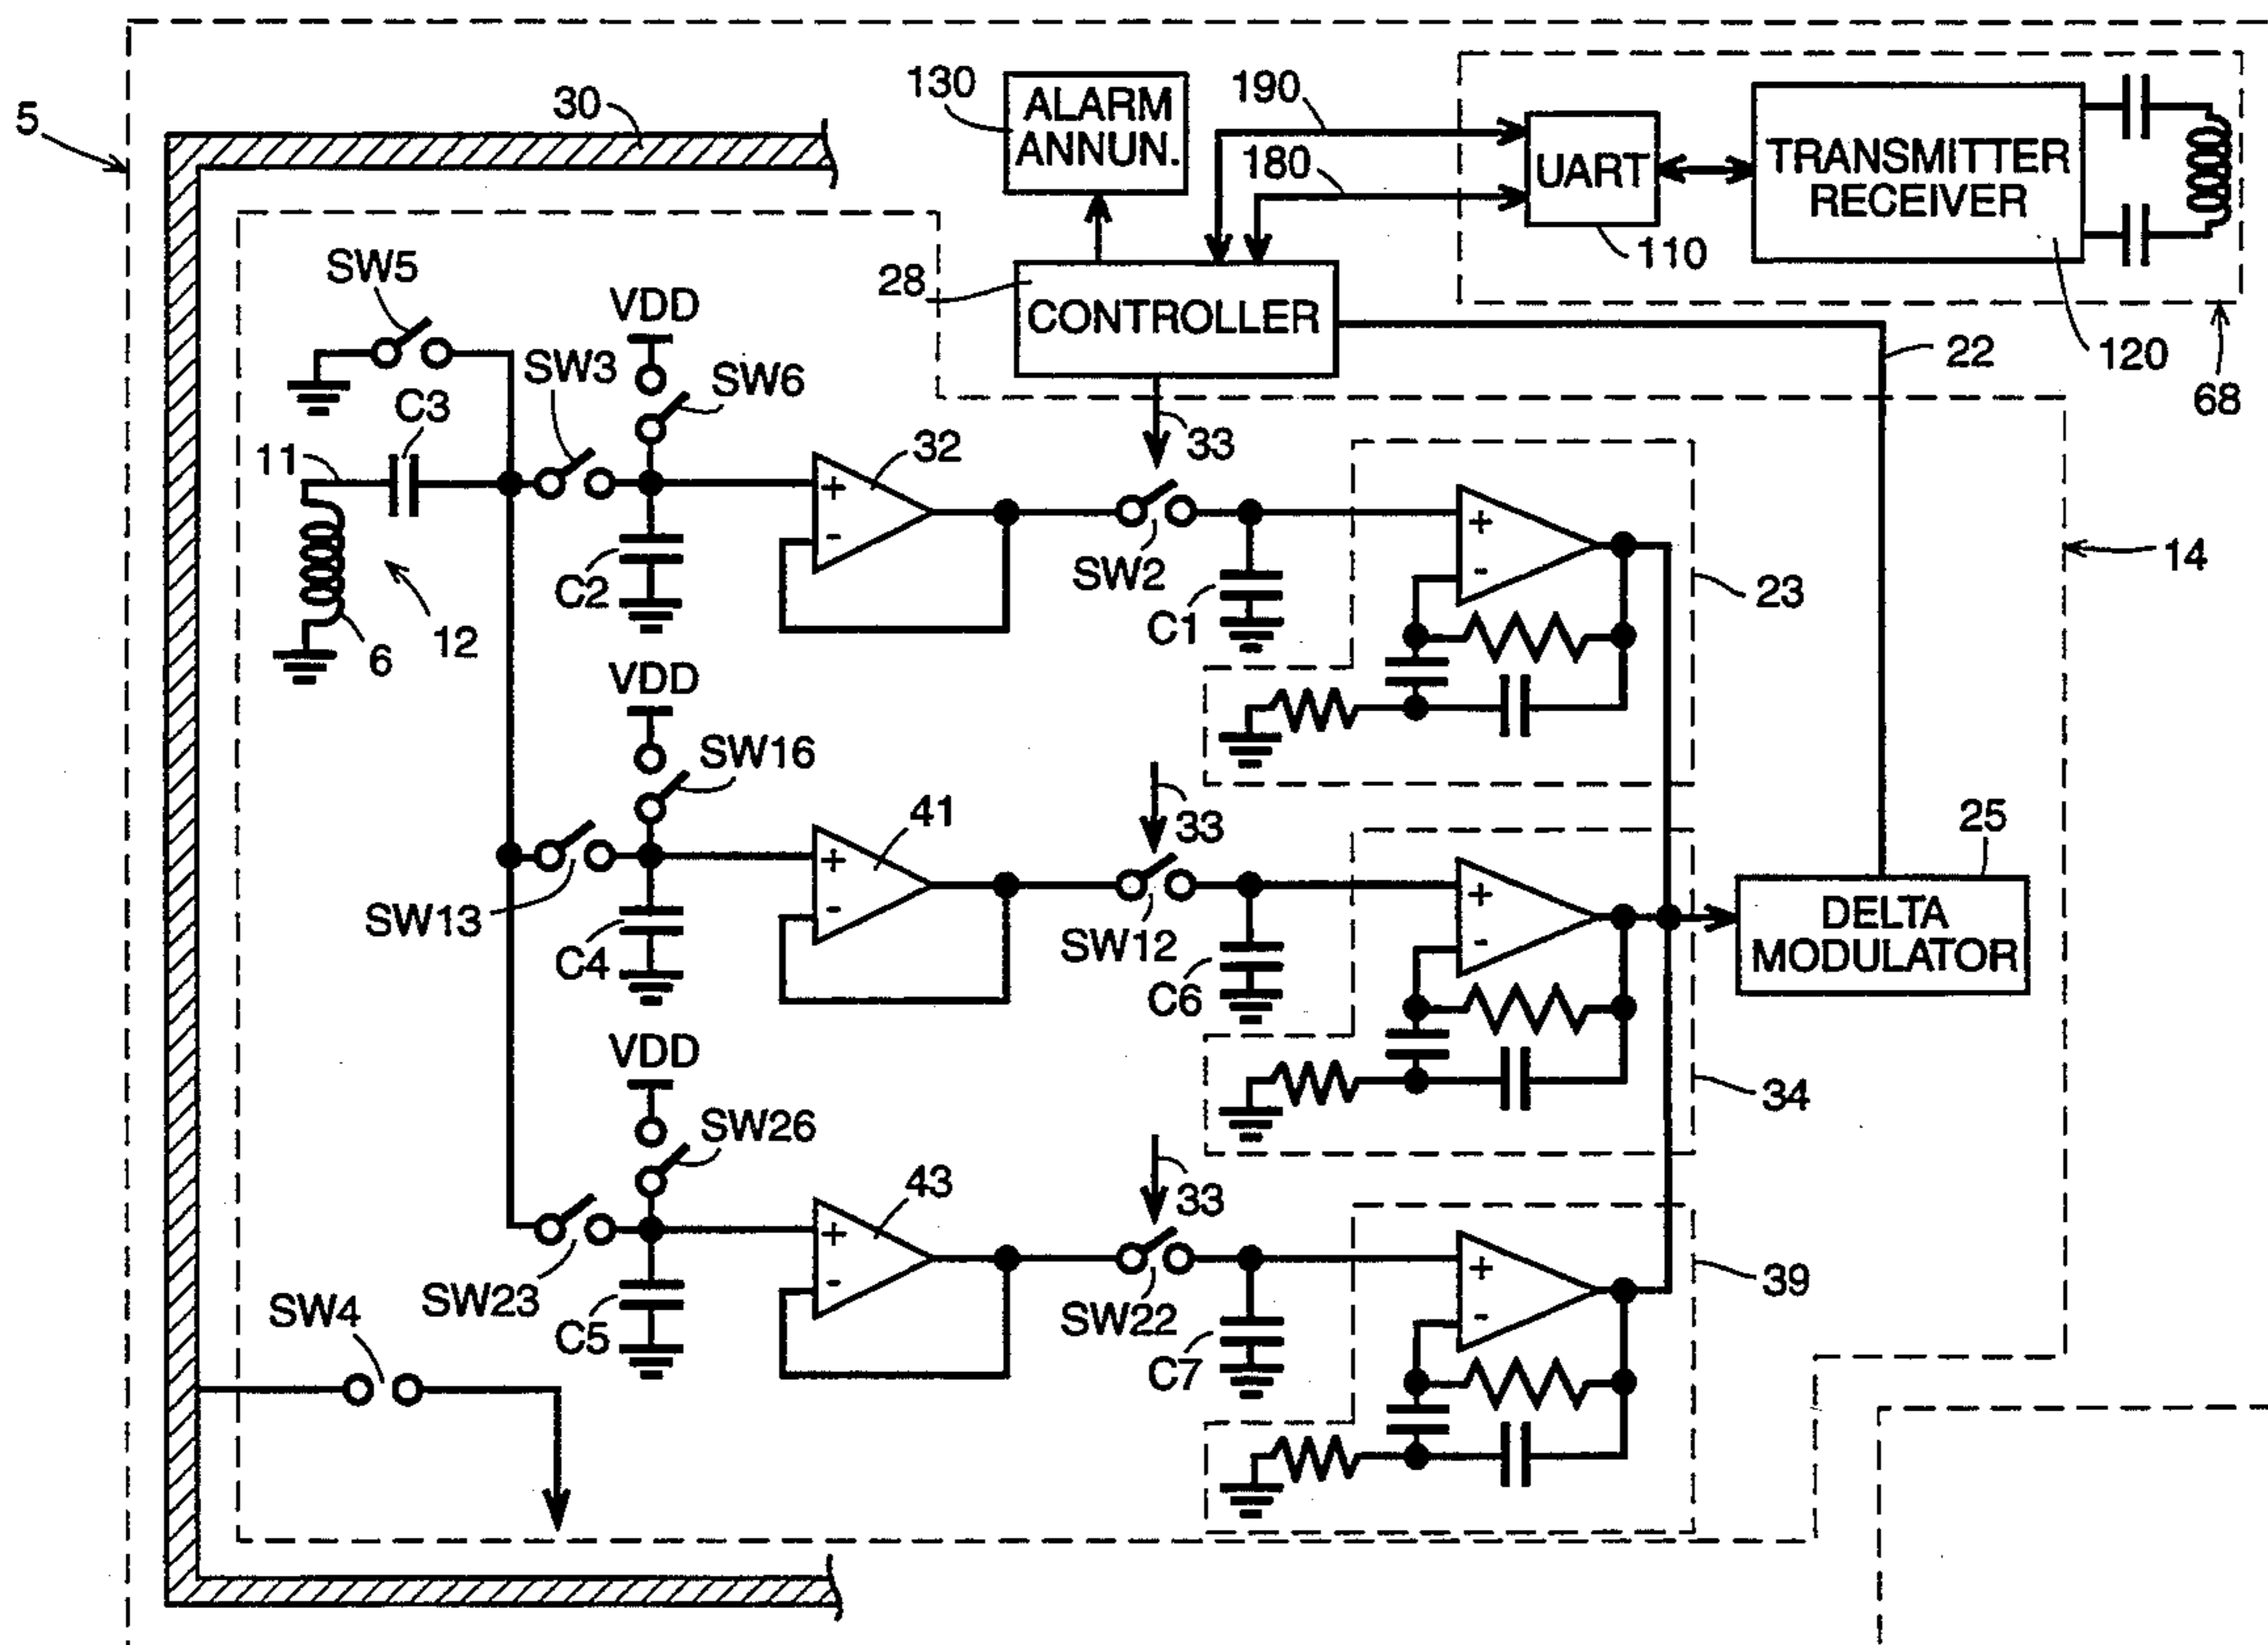 5
30
130
ALARM
ANNUN.
190
180
UART
110
TRANSMITTER
RECEIVER
120
68
28
CONTROLLER
22
33
14
SW5
C3
11
12
6
SW3
VDD
SW6
C2
+
-
32
SW2
C1
+
-
23
VDD
SW16
SW13
C4
+
-
41
33
SW12
C6
+
-
34
25
DELTA
MODULATOR
VDD
SW26
SW23
C5
+
-
43
33
SW22
C7
+
-
39
SW4